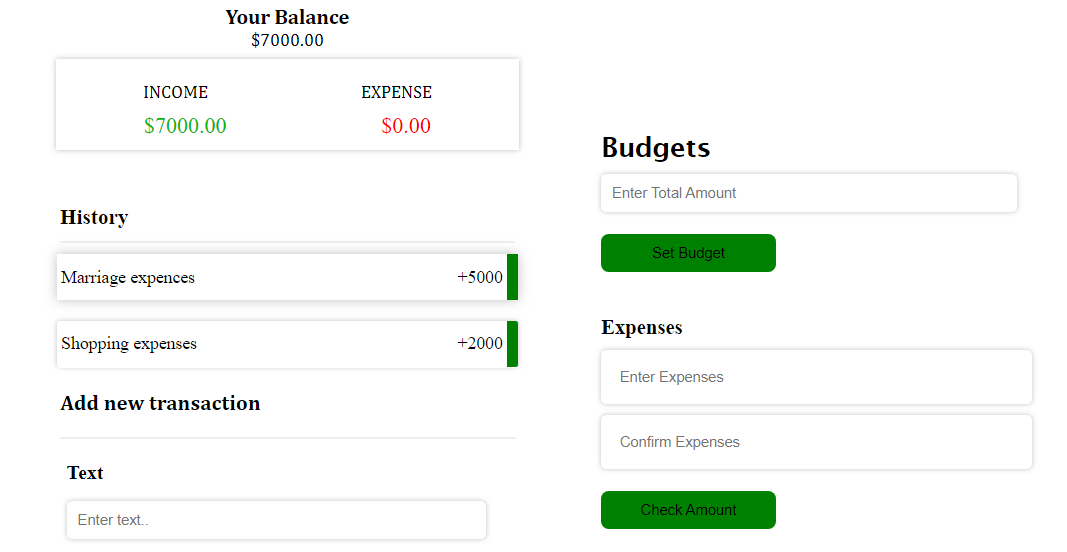 Your Balance
$7000.00
INCOME EXPENSE
$7000.00 $0.00
History
Marriage expences +5000
Shopping expenses +2000
Add new transaction
Text
Enter text..
Budgets
Enter Total Amount
Set Budget
Expenses
Enter Expenses
Confirm Expenses
Check Amount